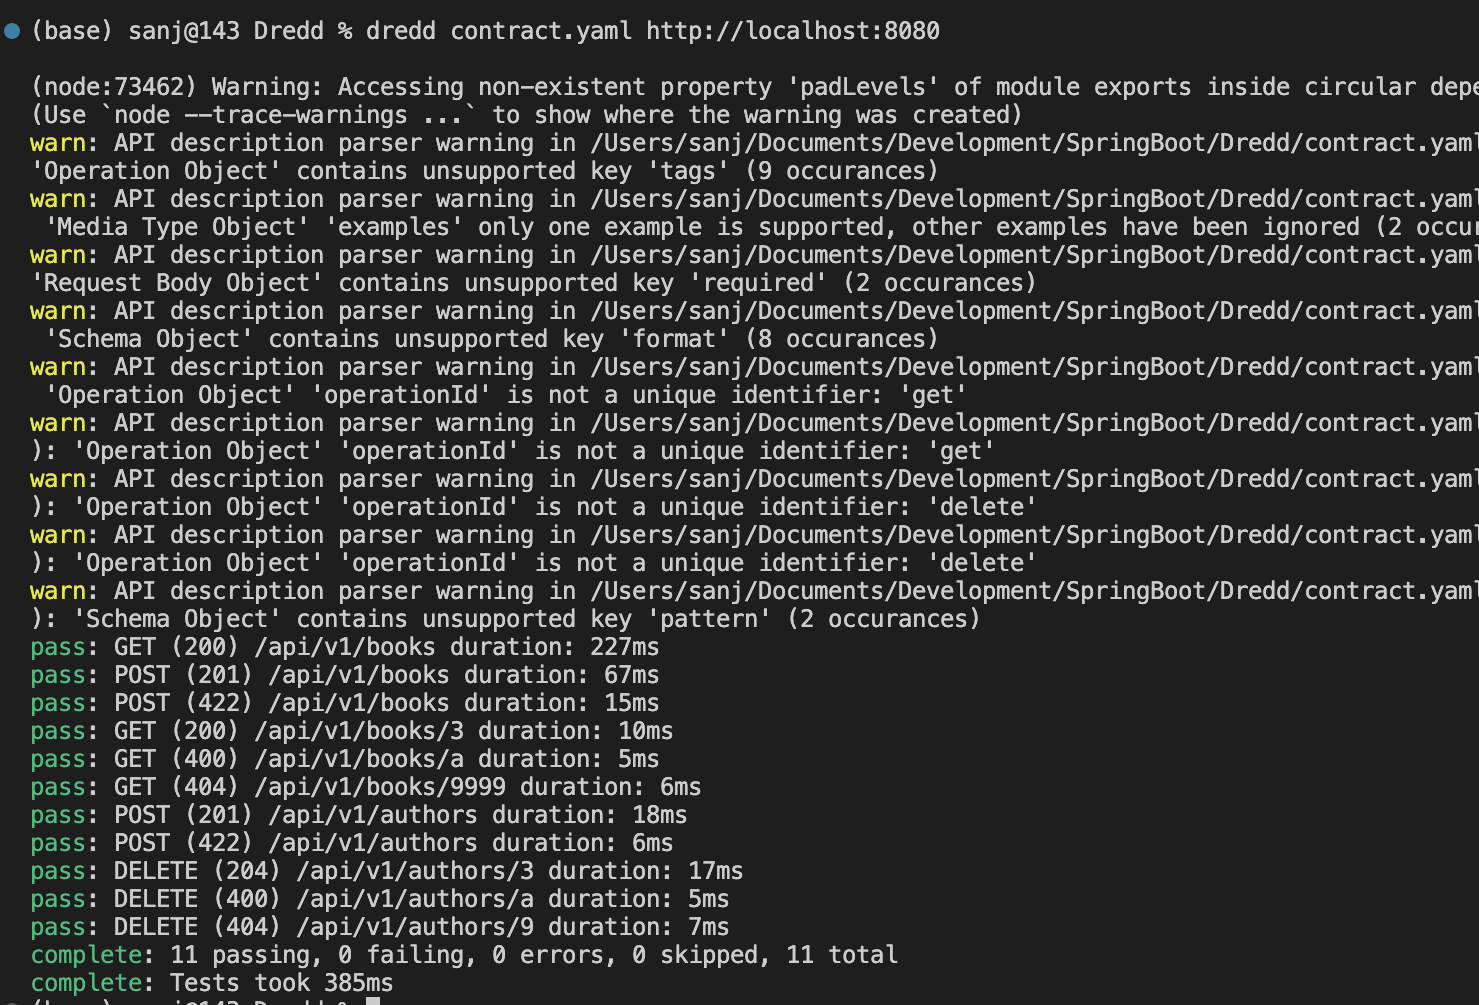 (base) sanj@143 Dredd % dredd contract.yaml http://localhost:8080
(node:73462) Warning: Accessing non-existent property 'padLevels' of module exports inside circular depe
(Use `node --trace-warnings ...` to show where the warning was created)
warn: API description parser warning in /Users/sanj/Documents/Development/SpringBoot/Dredd/contract.yaml
'Operation Object' contains unsupported key 'tags' (9 occurances)
warn: API description parser warning in /Users/sanj/Documents/Development/SpringBoot/Dredd/contract.yaml
'Media Type Object' 'examples' only one example is supported, other examples have been ignored (2 occur
warn: API description parser warning in /Users/sanj/Documents/Development/SpringBoot/Dredd/contract.yaml
'Request Body Object' contains unsupported key 'required' (2 occurances)
warn: API description parser warning in /Users/sanj/Documents/Development/SpringBoot/Dredd/contract.yaml
'Schema Object' contains unsupported key 'format' (8 occurances)
warn: API description parser warning in /Users/sanj/Documents/Development/SpringBoot/Dredd/contract.yaml
'Operation Object' 'operationId' is not a unique identifier: 'get'
warn: API description parser warning in /Users/sanj/Documents/Development/SpringBoot/Dredd/contract.yaml
): 'Operation Object' 'operationId' is not a unique identifier: 'get'
warn: API description parser warning in /Users/sanj/Documents/Development/SpringBoot/Dredd/contract.yaml
): 'Operation Object' 'operationId' is not a unique identifier: 'delete'
warn: API description parser warning in /Users/sanj/Documents/Development/SpringBoot/Dredd/contract.yaml
): 'Operation Object' 'operationId' is not a unique identifier: 'delete'
warn: API description parser warning in /Users/sanj/Documents/Development/SpringBoot/Dredd/contract.yaml
): 'Schema Object' contains unsupported key 'pattern' (2 occurances)
pass: GET (200) /api/v1/books duration: 227ms
pass: POST (201) /api/v1/books duration: 67ms
pass: POST (422) /api/v1/books duration: 15ms
pass: GET (200) /api/v1/books/3 duration: 10ms
pass: GET (400) /api/v1/books/a duration: 5ms
pass: GET (404) /api/v1/books/9999 duration: 6ms
pass: POST (201) /api/v1/authors duration: 18ms
pass: POST (422) /api/v1/authors duration: 6ms
pass: DELETE (204) /api/v1/authors/3 duration: 17ms
pass: DELETE (400) /api/v1/authors/a duration: 5ms
pass: DELETE (404) /api/v1/authors/9 duration: 7ms
complete: 11 passing, 0 failing, 0 errors, 0 skipped, 11 total
complete: Tests took 385ms
(base) sanj@143 Dredd %